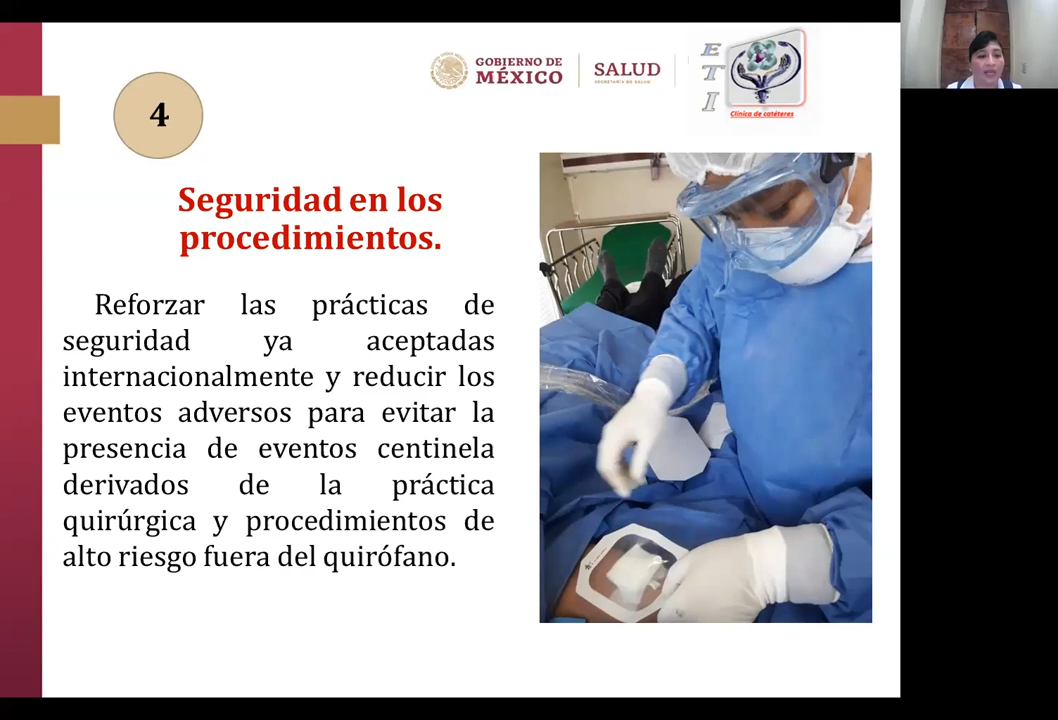 GOBIERNO DE
MÉXICO
SALUD
SECRETARÍA DE SALUD
ETI
Clínica de catéteres
4
Seguridad en los
procedimientos.
Reforzar las prácticas de
seguridad ya aceptadas
internacionalmente y reducir los
eventos adversos para evitar la
presencia de eventos centinela
derivados de la práctica
quirúrgica y procedimientos de
alto riesgo fuera del quirófano.